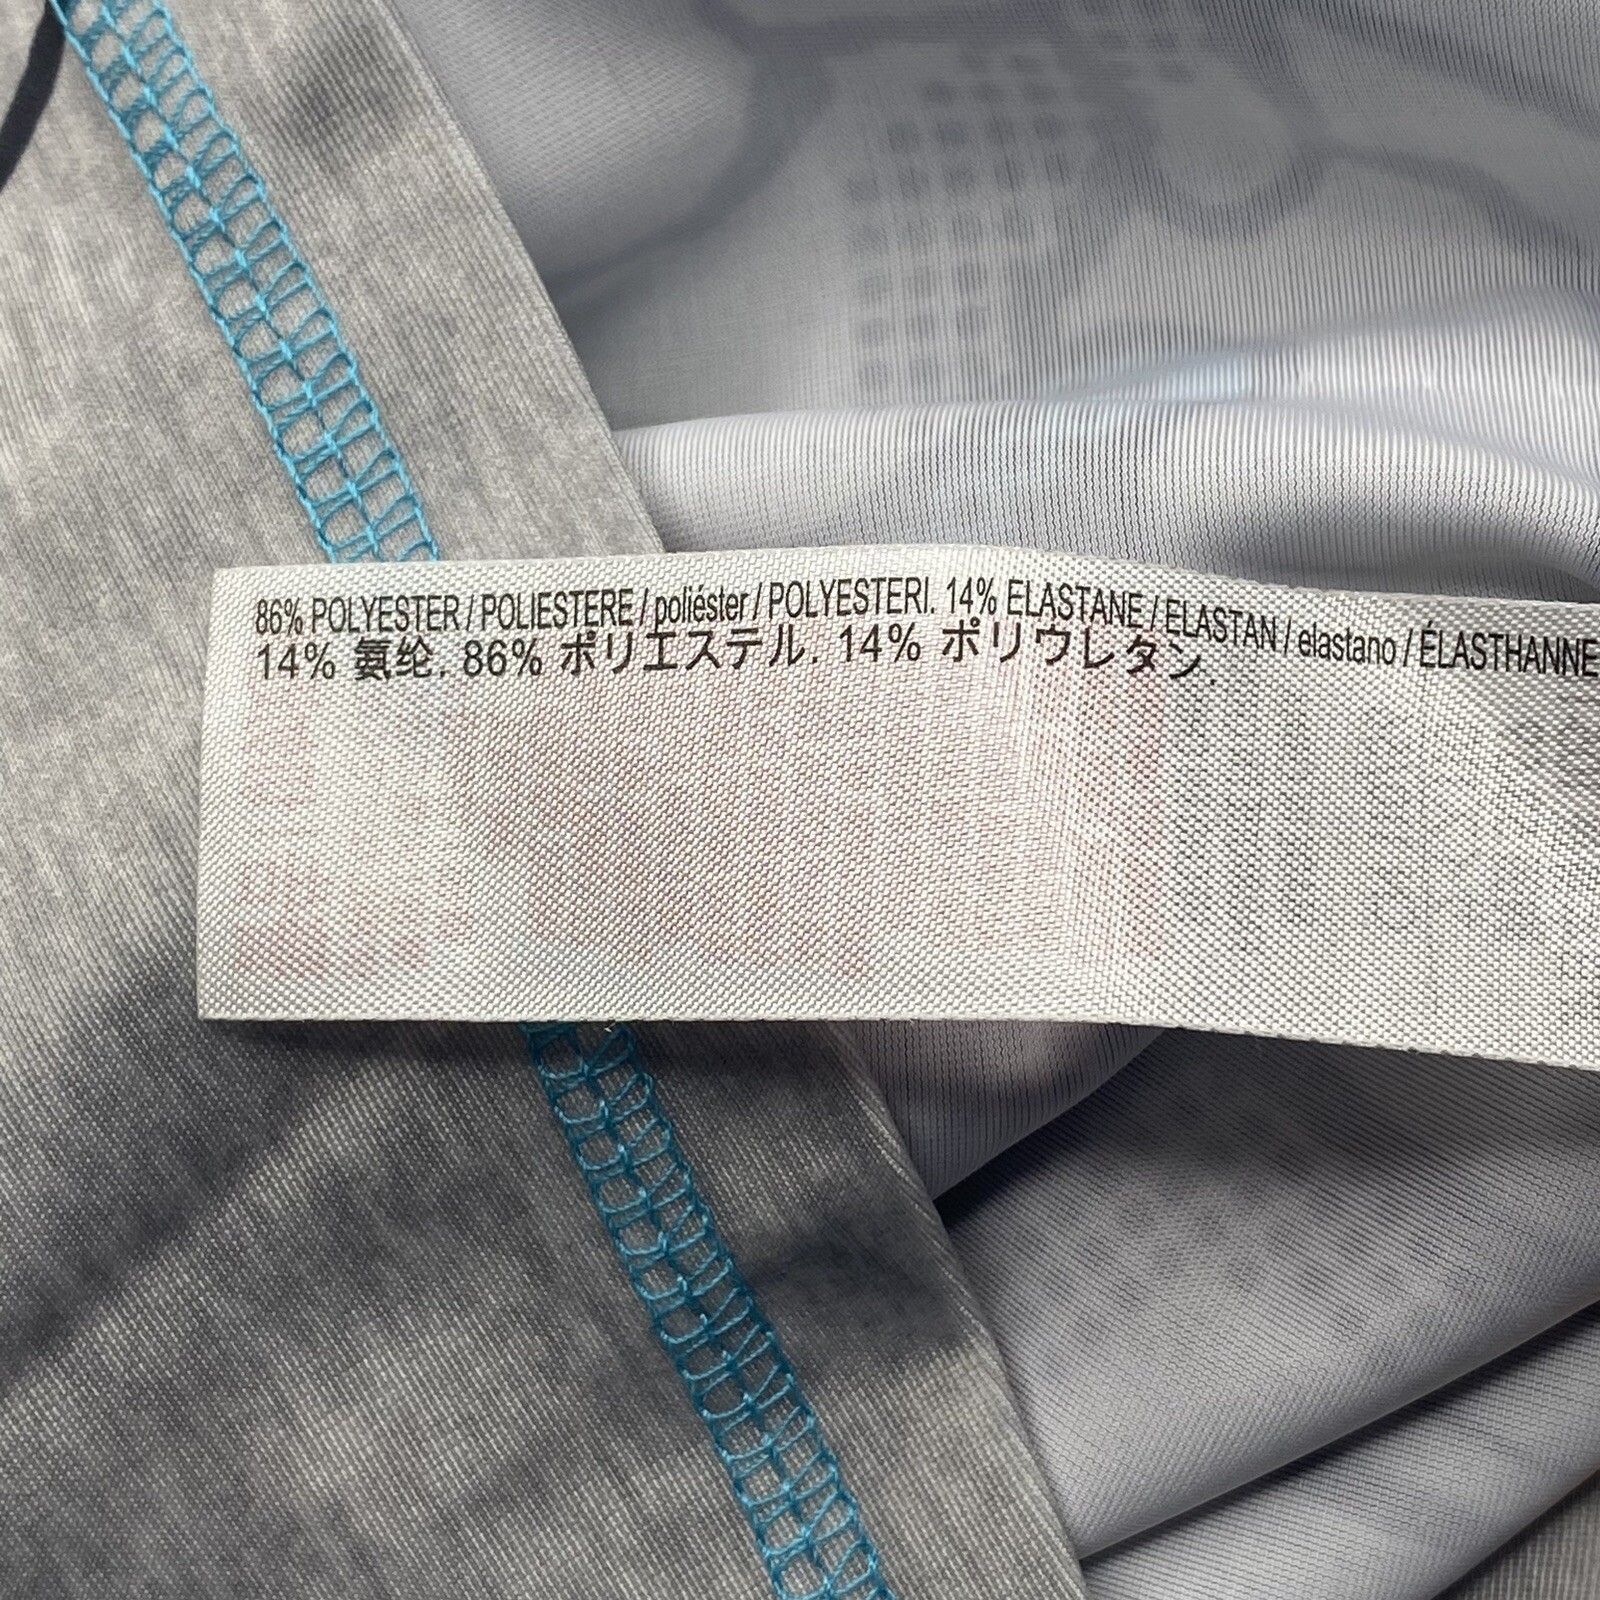 86% POLYESTER / POLIESTERE / poliéster / POLYESTERI. 14% ELASTANE / ELASTAN / elastano / ÉLASTHANNE
14% 氨纶. 86% ポリエステル. 14% ポリウレタン.